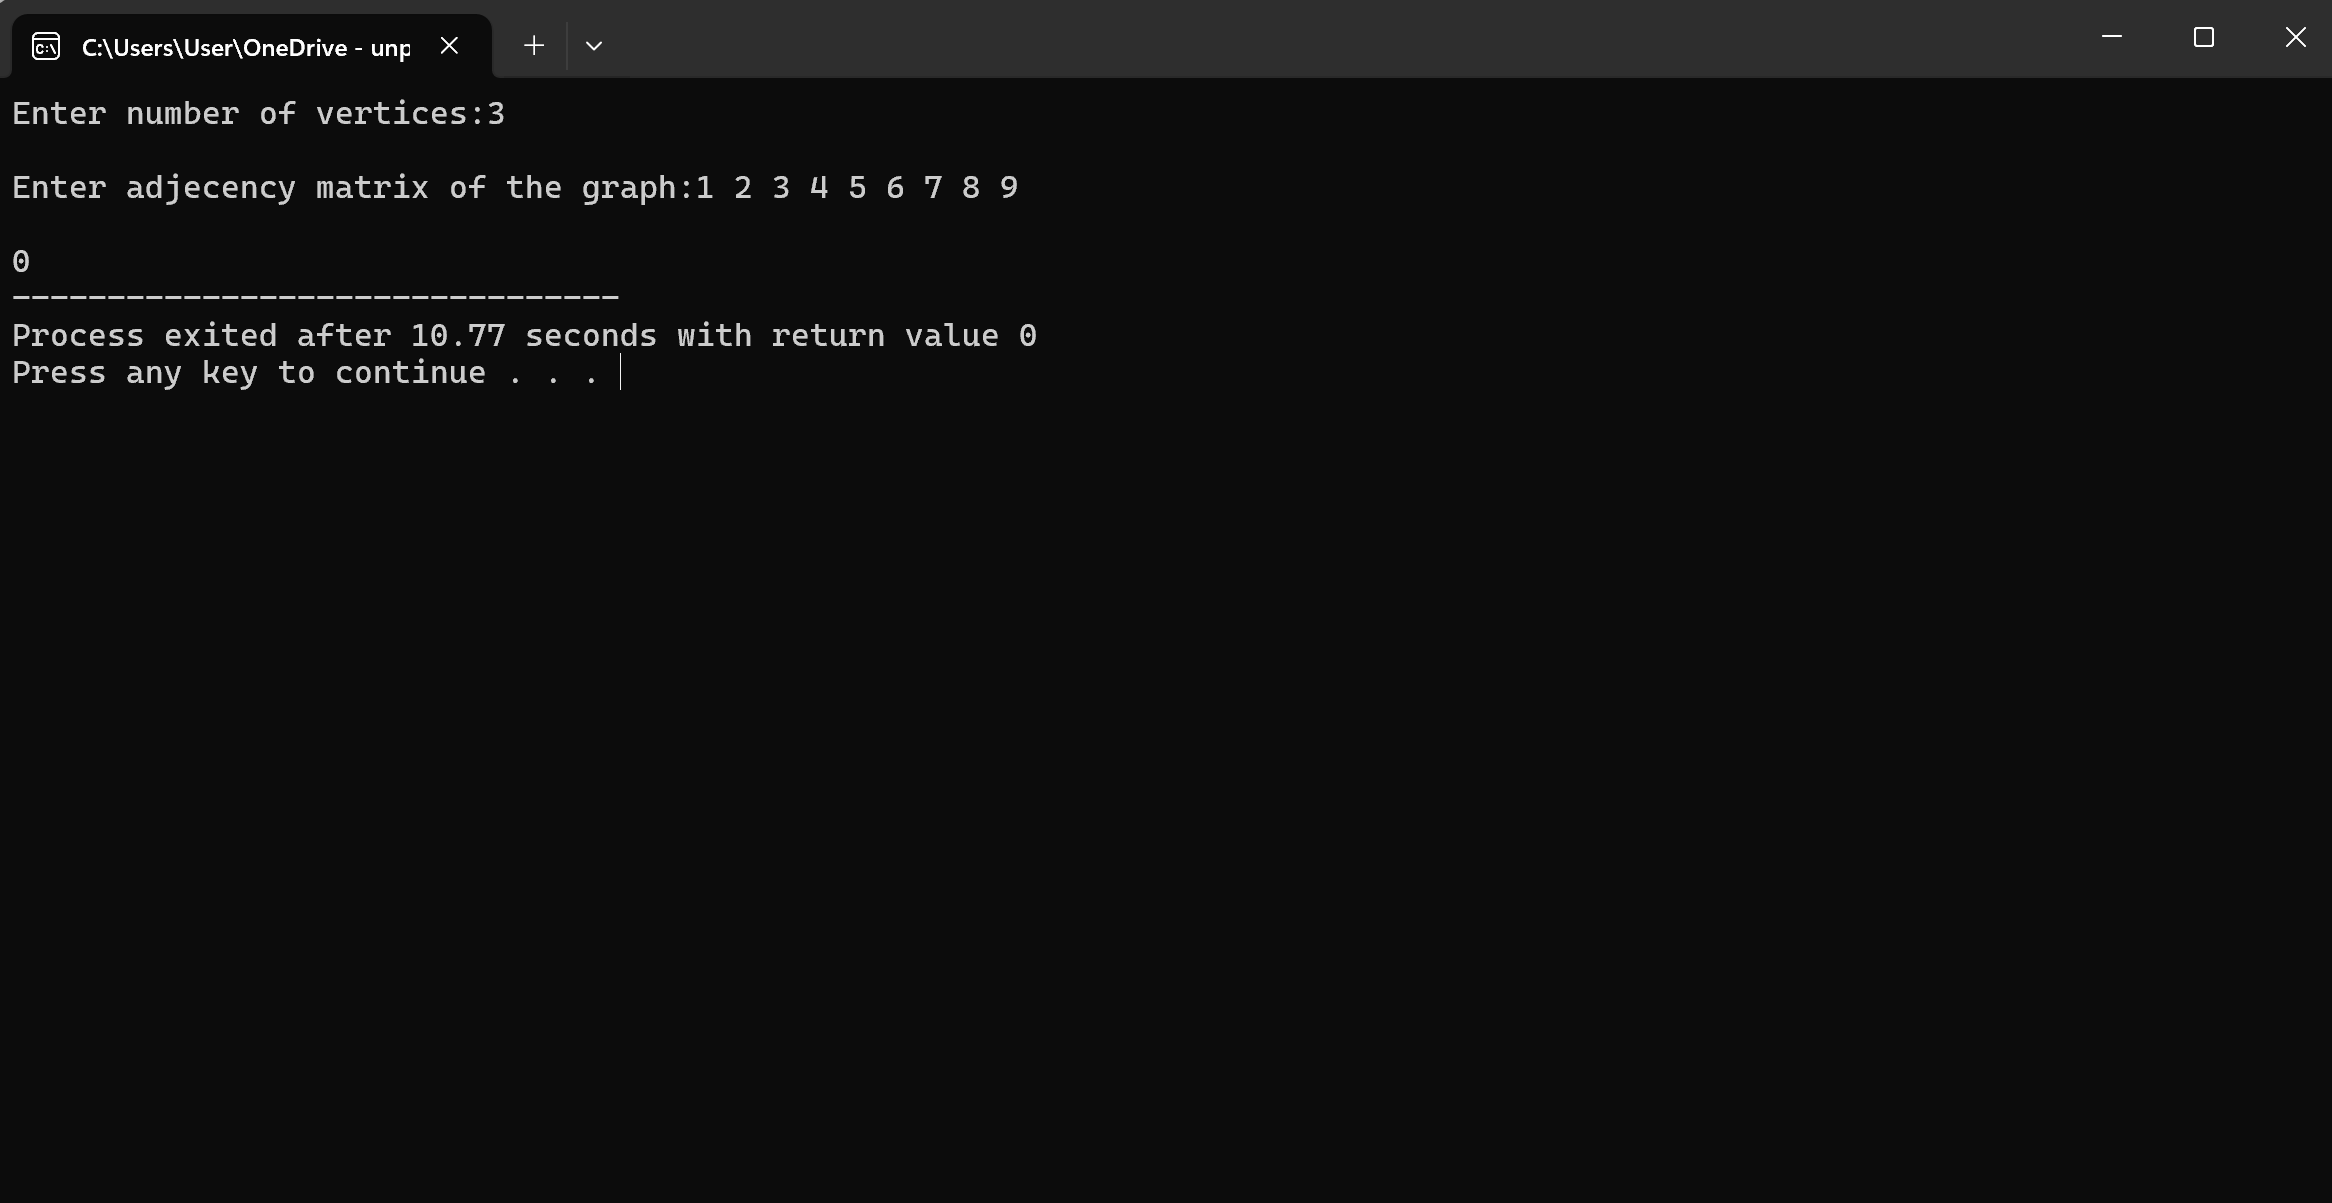 C:\Users\User\OneDrive - unp
Enter number of vertices:3
Enter adjecency matrix of the graph:1 2 3 4 5 6 7 8 9
0
--------------------------------
Process exited after 10.77 seconds with return value 0
Press any key to continue . . .